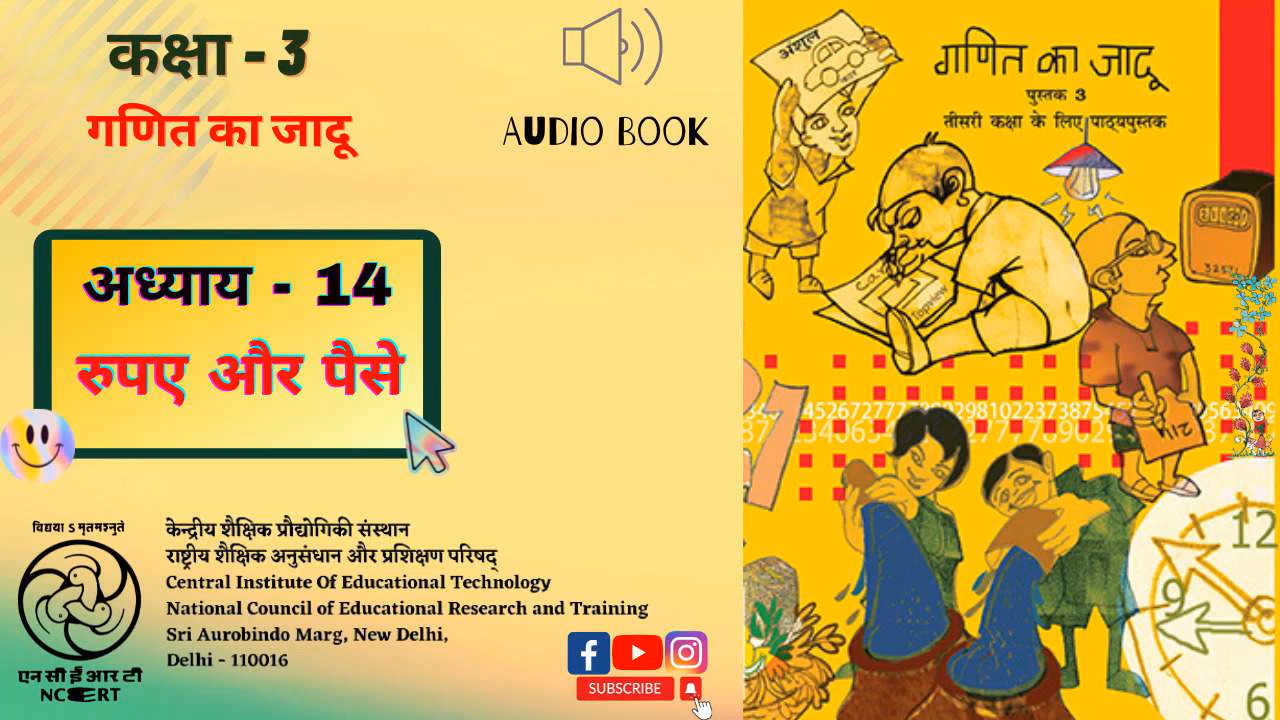 कक्षा - 3
गणित का जादू
AUDIO BOOK
अध्याय - 14
रुपए और पैसे
विद्यया S मृतमश्नुते
एन सी ई आर टी
NCERT
केन्द्रीय शैक्षिक प्रौद्योगिकी संस्थान
राष्ट्रीय शैक्षिक अनुसंधान और प्रशिक्षण परिषद्
Central Institute Of Educational Technology
National Council of Educational Research and Training
Sri Aurobindo Marg, New Delhi,
Delhi - 110016
SUBSCRIBE
अंशुल
कार
गणित का जादू
पुस्तक 3
तीसरी कक्षा के लिए पाठ्यपुस्तक
Topview
12
9
6